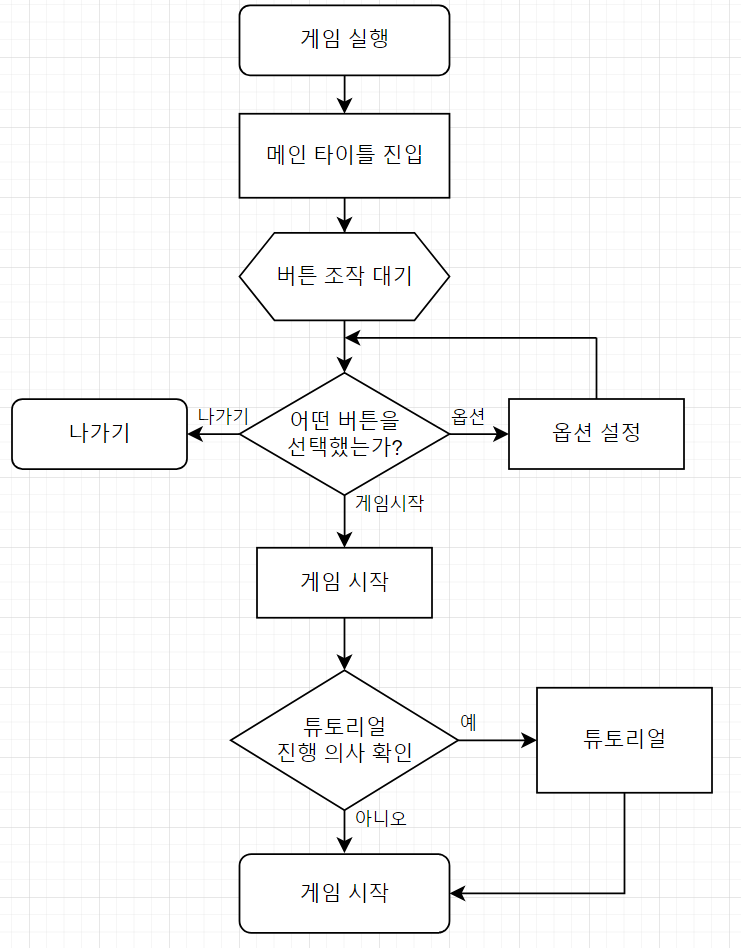 게임 실행
메인 타이틀 진입
버튼 조작 대기
나가기
나가기
어떤 버튼을
선택했는가?
옵션
옵션 설정
게임시작
게임 시작
튜토리얼
진행 의사 확인
예
튜토리얼
아니오
게임 시작